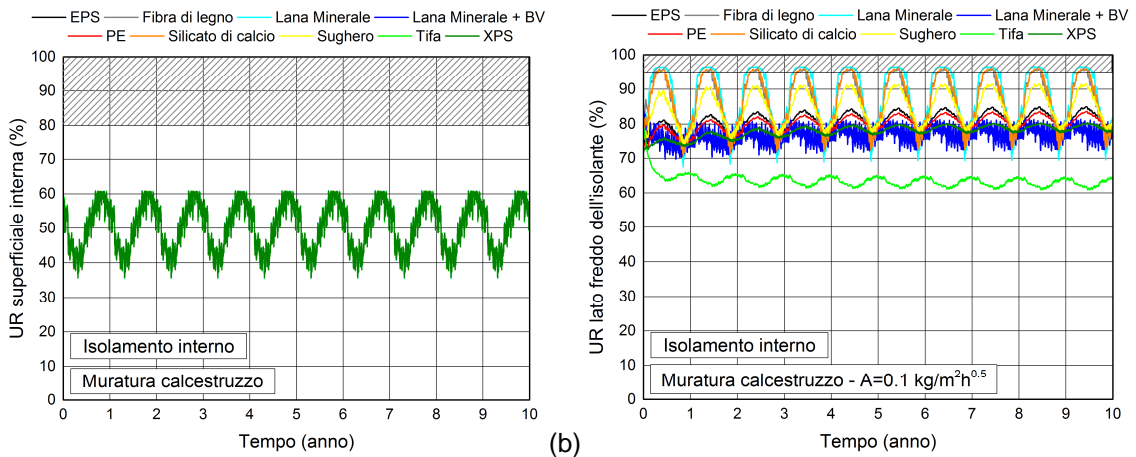 EPS Fibra di legno Lana Minerale Lana Minerale + BV
PE Silicato di calcio Sughero Tifa XPS
UR superficiale interna (%)
100
90
80
70
60
50
40
30
20
10
0
Isolamento interno
Muratura calcestruzzo
0 1 2 3 4 5 6 7 8 9 10
Tempo (anno)
(b)
EPS Fibra di legno Lana Minerale Lana Minerale + BV
PE Silicato di calcio Sughero Tifa XPS
UR lato freddo dell'isolante (%)
100
90
80
70
60
50
40
30
20
10
0
Isolamento interno
Muratura calcestruzzo - A=0.1 kg/m²h⁰·⁵
0 1 2 3 4 5 6 7 8 9 10
Tempo (anno)